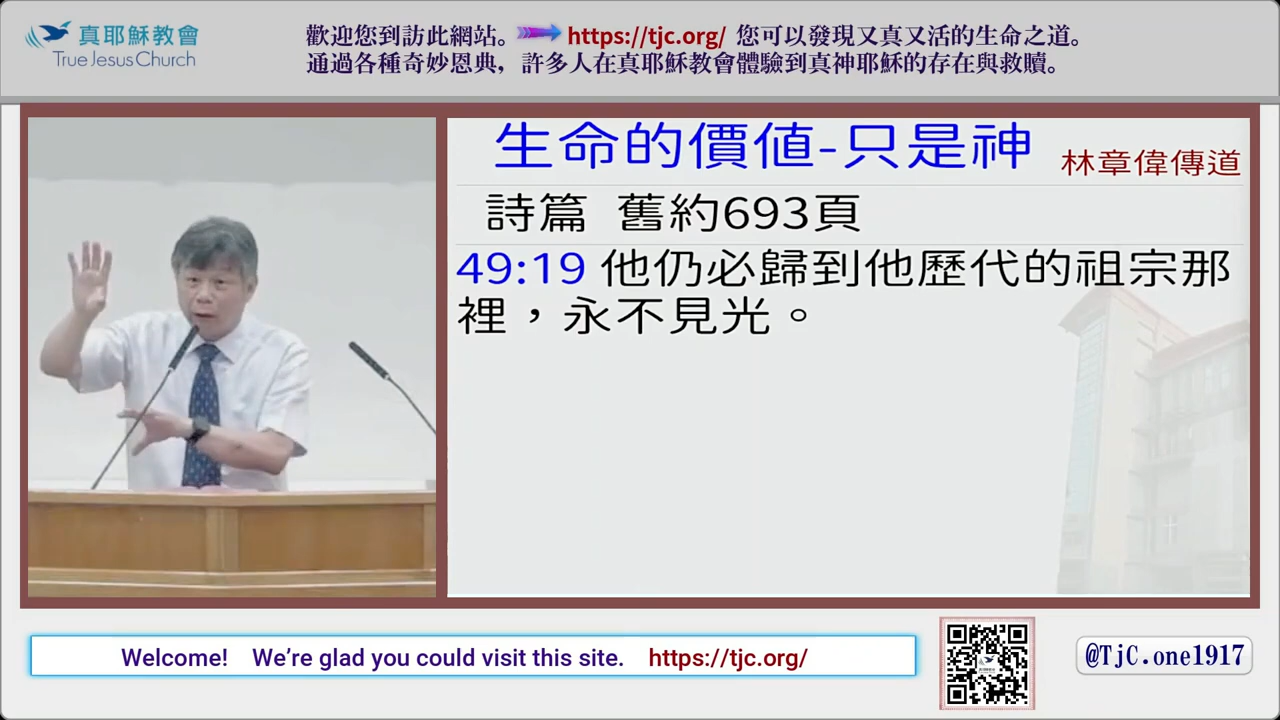 真耶穌教會
True Jesus Church
歡迎您到訪此網站。 https://tjc.org/ 您可以發現又真又活的生命之道。
通過各種奇妙恩典，許多人在真耶穌教會體驗到真神耶穌的存在與救贖。
生命的價值-只是神 林章偉傳道
詩篇 舊約693頁
49:19 他仍必歸到他歷代的祖宗那
裡，永不見光。
Welcome! We’re glad you could visit this site. https://tjc.org/
@TjC.one1917